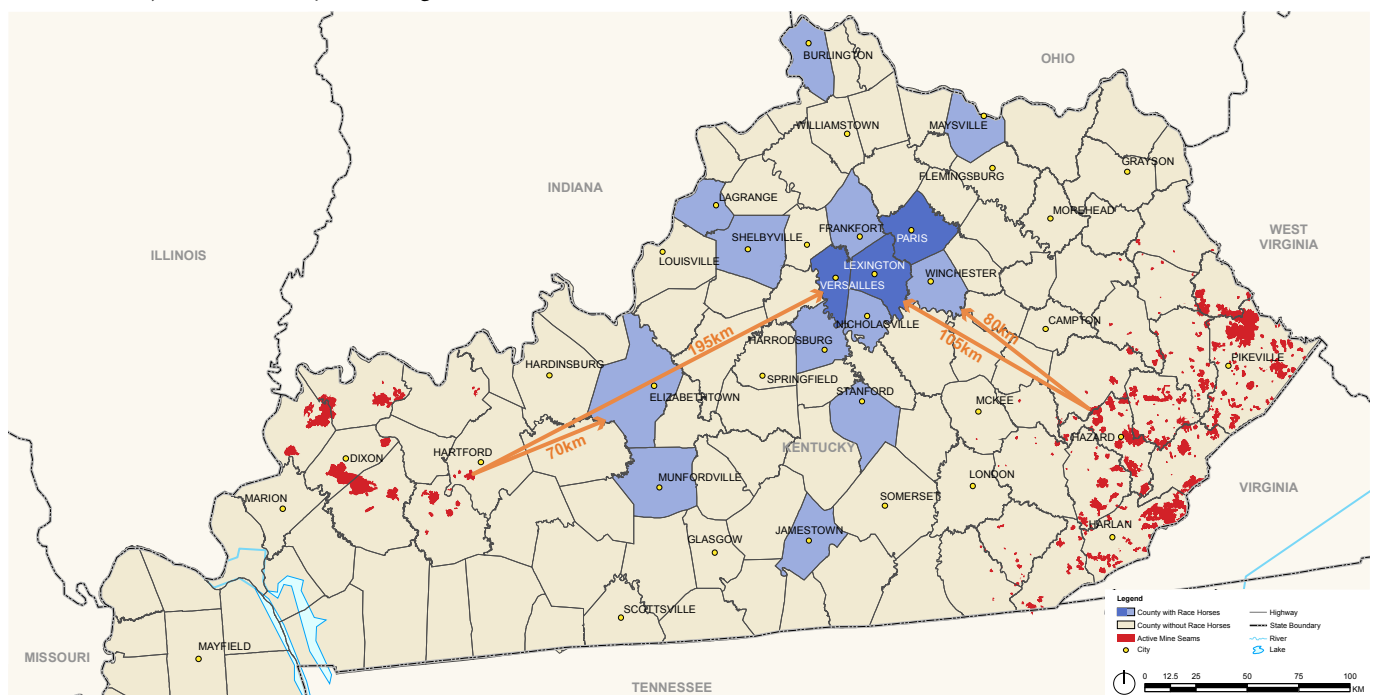 BURLINGTON
OHIO
WILLIAMSTOWN
MAYSVILLE
GRAYSON
FLEMINGSBURG
INDIANA
LAGRANGE
MOREHEAD
WEST
VIRGINIA
FRANKFORT
PARIS
SHELBYVILLE
ILLINOIS
LOUISVILLE
LEXINGTON
WINCHESTER
VERSAILLES
NICHOLASVILLE
80km
CAMPTON
105km
195km
HARRODSBURG
PIKEVILLE
HARDINSBURG
SPRINGFIELD
STANFORD
ELIZABETHTOWN
MCKEE
HAZARD
70km
KENTUCKY
HARTFORD
DIXON
LONDON
MUNFORDVILLE
VIRGINIA
SOMERSET
MARION
HARLAN
JAMESTOWN
GLASGOW
SCOTTSVILLE
MAYFIELD
MISSOURI
TENNESSEE
Legend
County with Race Horses
Highway
County without Race Horses
State Boundary
Active Mine Seams
River
City
Lake
0 12.5 25 50 75 100
KM